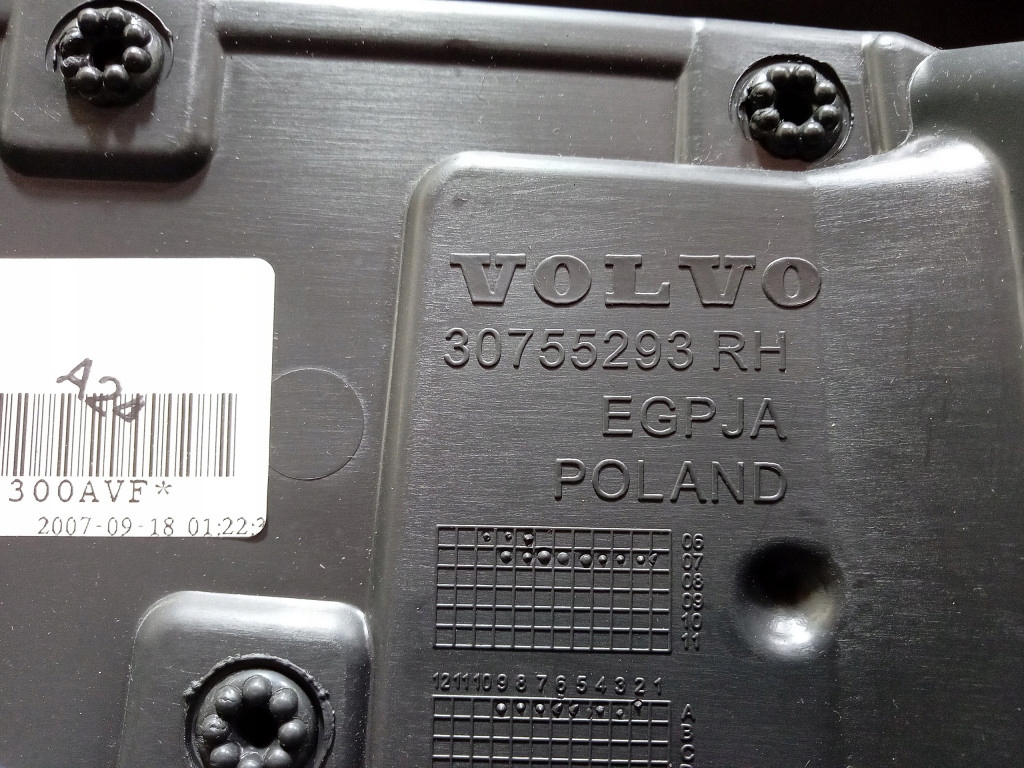 VOLVO
30755293 RH
EGPJA
POLAND
300AVF*
2007-09-18 01:22:3
06
07
08
09
10
11
12 11 10 9 8 7 6 5 4 3 2 1
A
B
C